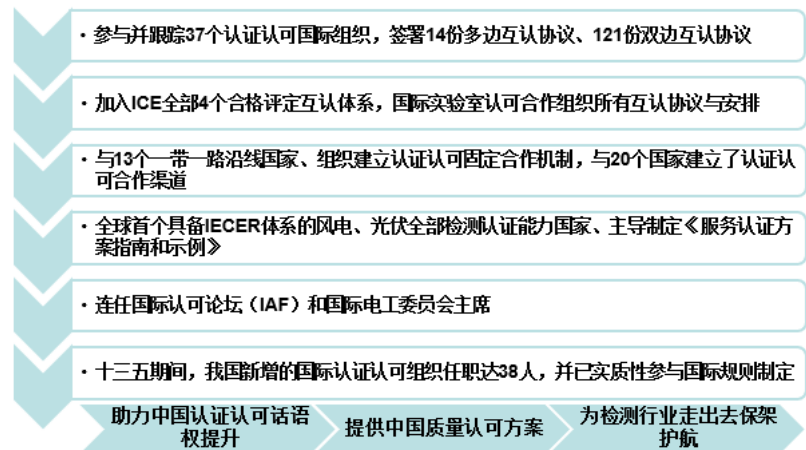 · 参与并跟踪37个认证认可国际组织，签署14份多边互认协议、121份双边互认协议
· 加入ICE全部4个合格评定互认体系，国际实验室认可合作组织所有互认协议与安排
· 与13个一带一路沿线国家、组织建立认证认可固定合作机制，与20个国家建立了认证认
可合作渠道
· 全球首个具备IECER体系的风电、光伏全部检测认证能力国家、主导制定《服务认证方
案指南和示例》
· 连任国际认可论坛（IAF）和国际电工委员会主席
· 十三五期间，我国新增的国际认证认可组织任职达38人，并已实质性参与国际规则制定
助力中国认证认可话语
权提升
提供中国质量认可方案
为检测行业走出去保架
护航